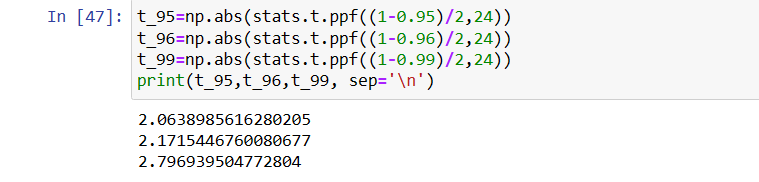 In [47]: t_95=np.abs(stats.t.ppf((1-0.95)/2,24))
t_96=np.abs(stats.t.ppf((1-0.96)/2,24))
t_99=np.abs(stats.t.ppf((1-0.99)/2,24))
print(t_95,t_96,t_99, sep='\n')
2.0638985616280205
2.1715446760080677
2.796939504772804